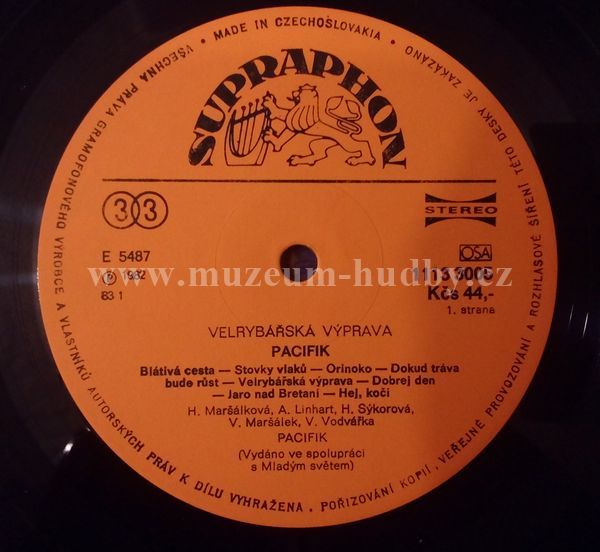 VŠECHNA PRÁVA GRAMOFONOVÉHO VÝROBCE A VLASTNÍKŮ AUTORSKÝCH PRÁV K DÍLU VYHRAŽENA. POŘIZOVÁNÍ KOPIÍ, VEŘEJNÉ PROVOZOVÁNÍ A ROZHLASOVÉ ŠÍŘENÍ TÉTO DESKY JE ZAKÁZÁNO • MADE IN CZECHOSLOVAKIA •
SUPRAPHON
33
STEREO
E 5487
OSA
℗ 1982
1113 3005
www.muzeum-hudby.cz
83 1
Kčs 44,-
1. strana
VELRYBÁŘSKÁ VÝPRAVA
PACIFIK
Blátivá cesta — Stovky vlaků — Orinoko — Dokud tráva
bude růst — Velrybářská výprava — Dobrej den
— Jaro nad Bretaní — Hej, kočí
H. Maršálková, A. Linhart, H. Sýkorová,
V. Maršálek, V. Vodvářka
PACIFIK
(Vydáno ve spolupráci
s Mladým světem)